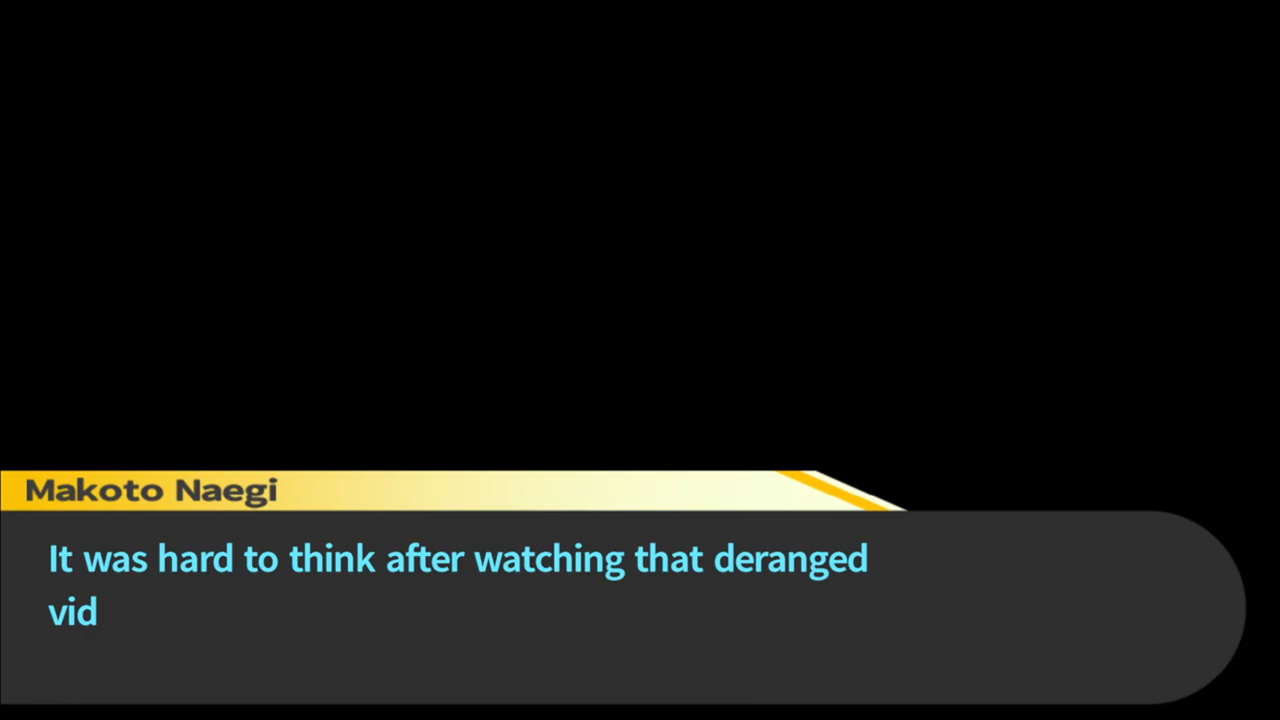 Makoto Naegi
It was hard to think after watching that deranged
vid